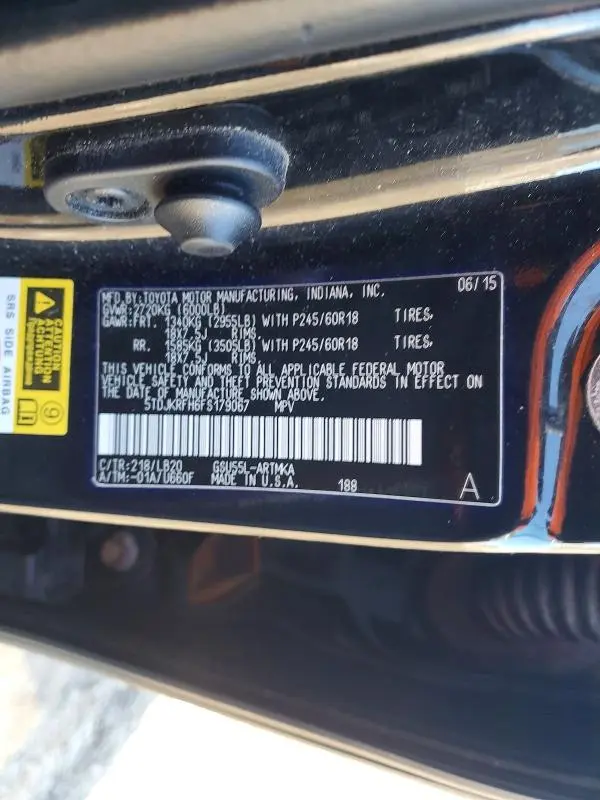 MFD.BY:TOYOTA MOTOR MANUFACTURING, INDIANA, INC. 06/15
GVWR:2720KG (6000LB)
GAWR:FRT. 1340KG (2955LB) WITH P245/60R18 TIRES,
18X7.5J RIMS
RR. 1585KG (3505LB) WITH P245/60R18 TIRES,
18X7.5J RIMS
THIS VEHICLE CONFORMS TO ALL APPLICABLE FEDERAL MOTOR
VEHICLE SAFETY AND THEFT PREVENTION STANDARDS IN EFFECT ON
THE DATE OF MANUFACTURE SHOWN ABOVE.
5TDJKRFH6FS179067 MPV
C/TR:218/LB20 GSU55L-ARTMKA
A/TM:-01A/U660F MADE IN U.S.A. 188 A
SRS SIDE AIRBAG
CAUTION
ATTENTION
ACHTUNG
9